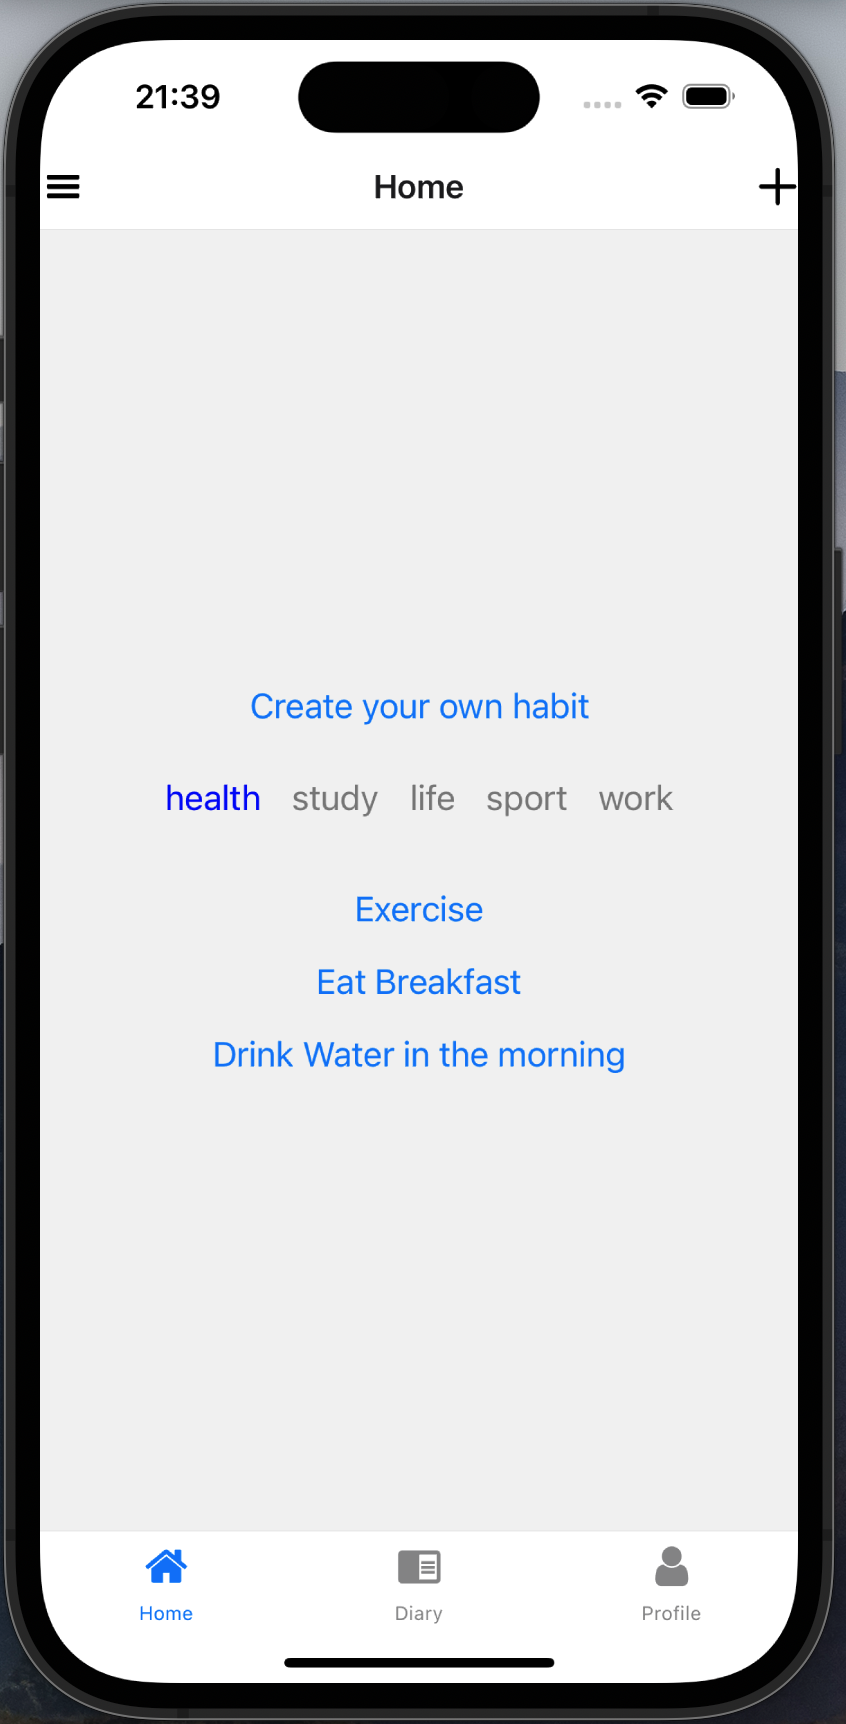 21:39
Home
Create your own habit
health study life sport work
Exercise
Eat Breakfast
Drink Water in the morning
Home Diary Profile